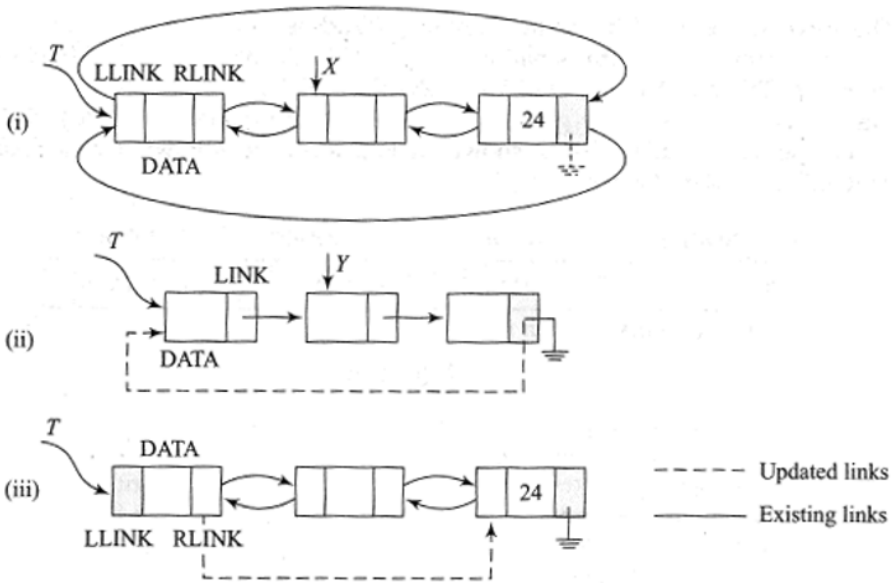 T
LLINK RLINK
X
(i)
24
DATA
T
LINK
Y
(ii)
DATA
T
DATA
(iii)
24
LLINK RLINK
Updated links
Existing links